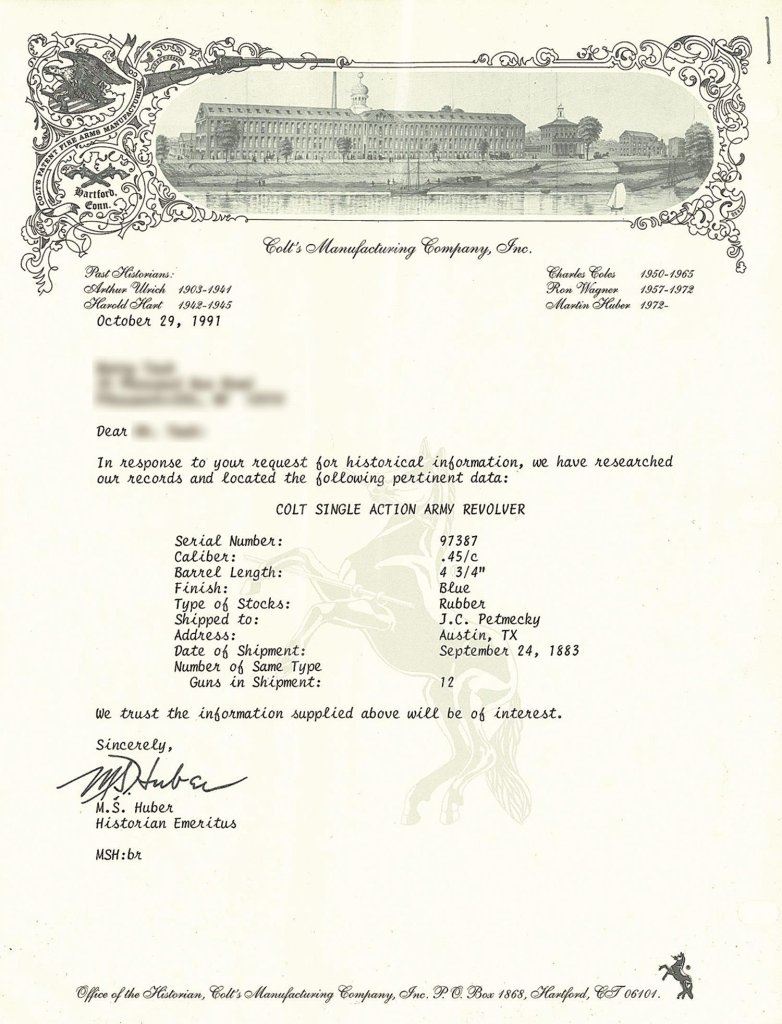 COLT'S PATENT FIRE ARMS MANUFACTURING
Hartford,
Conn.
Colt's Manufacturing Company, Inc.
Past Historians:
Arthur Ulrich 1903-1941
Harold Hart 1942-1945
Charles Coles 1950-1965
Ron Wagner 1957-1972
Martin Huber 1972-
October 29, 1991
Dear
In response to your request for historical information, we have researched
our records and located the following pertinent data:
COLT SINGLE ACTION ARMY REVOLVER
Serial Number: 97387
Caliber: .45/c
Barrel Length: 4 3/4"
Finish: Blue
Type of Stocks: Rubber
Shipped to: J.C. Petmecky
Address: Austin, TX
Date of Shipment: September 24, 1883
Number of Same Type
Guns in Shipment: 12
We trust the information supplied above will be of interest.
Sincerely,
M.S. Huber
Historian Emeritus
MSH:br
Office of the Historian, Colt's Manufacturing Company, Inc. P.O. Box 1868, Hartford, CT 06101.